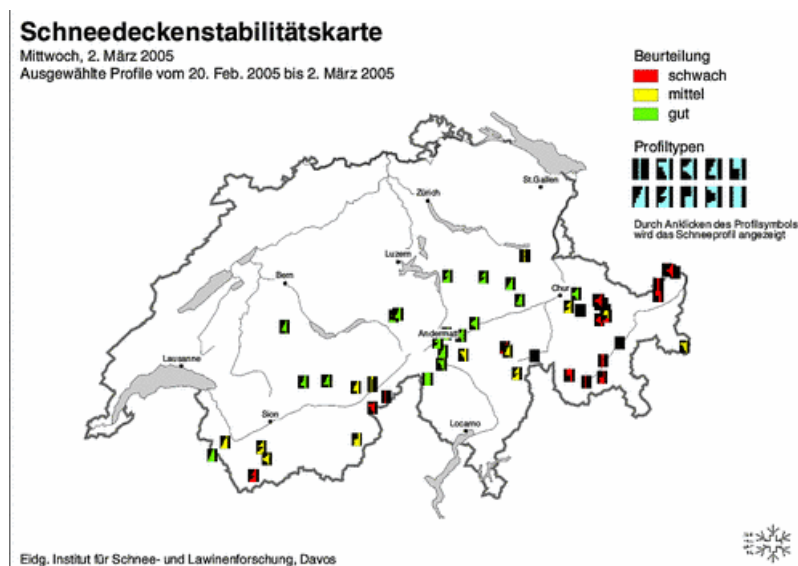 Schneedeckenstabilitätskarte
Mittwoch, 2. März 2005
Ausgewählte Profile vom 20. Feb. 2005 bis 2. März 2005
Beurteilung
schwach
mittel
gut
Profiltypen
Durch Anklicken des Profilsymbols
wird das Schneeprofil angezeigt
St.Gallen
Zürich
Luzern
Bern
Chur
Andermatt
Lausanne
Sion
Locarno
Eidg. Institut für Schnee- und Lawinenforschung, Davos